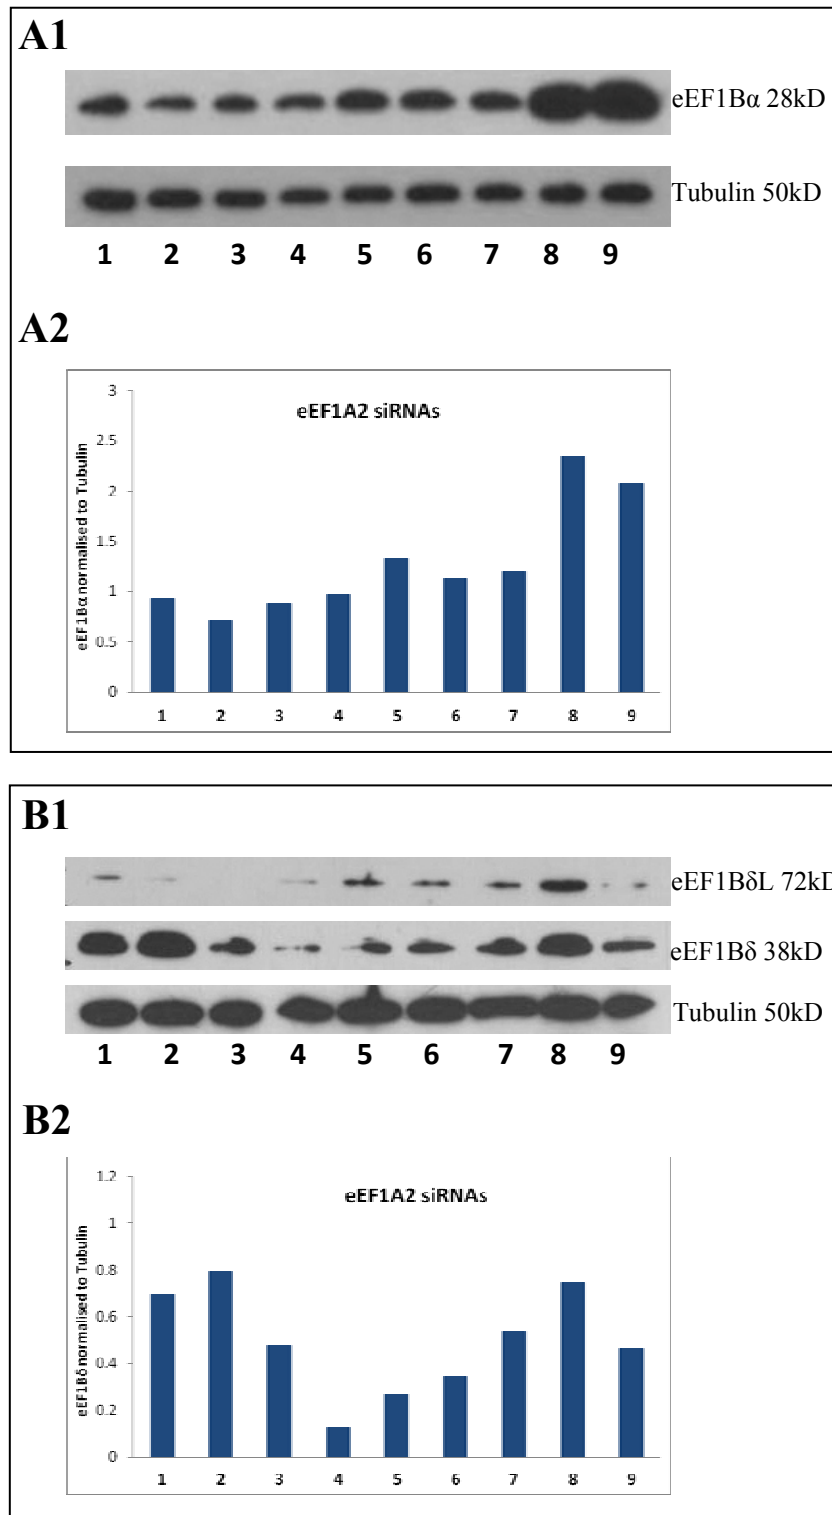 A1
eEF1Bα 28kD
Tubulin 50kD
1 2 3 4 5 6 7 8 9
A2
eEF1A2 siRNAs
eEF1Bα normalised to Tubulin
3
2.5
2
1.5
1
0.5
0
1 2 3 4 5 6 7 8 9
B1
eEF1BδL 72kD
eEF1Bδ 38kD
Tubulin 50kD
1 2 3 4 5 6 7 8 9
B2
eEF1A2 siRNAs
eEF1Bδ normalised to Tubulin
1.2
1
0.8
0.6
0.4
0.2
0
1 2 3 4 5 6 7 8 9